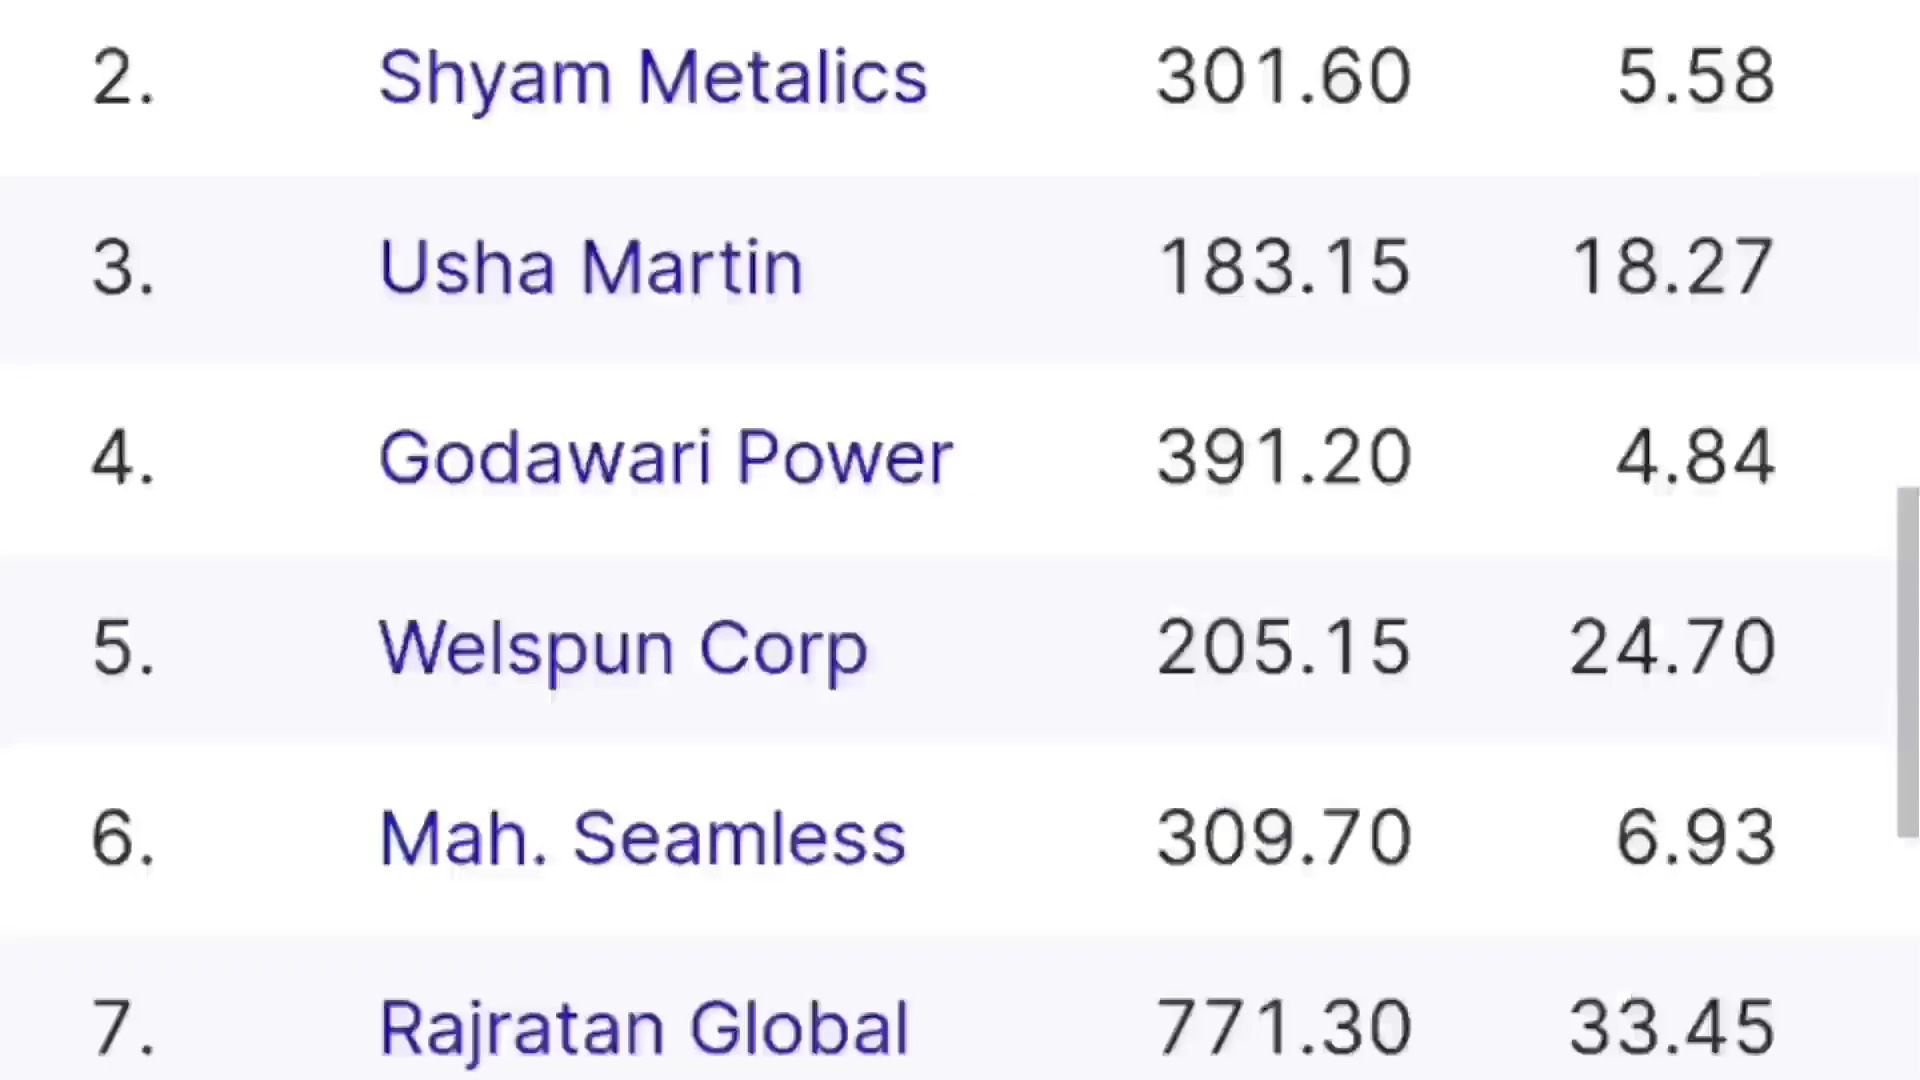 2. Shyam Metalics 301.60 5.58
3. Usha Martin 183.15 18.27
4. Godawari Power 391.20 4.84
5. Welspun Corp 205.15 24.70
6. Mah. Seamless 309.70 6.93
7. Rajratan Global 771.30 33.45